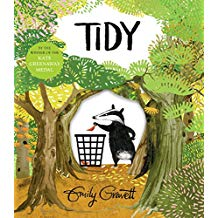 TIDY
BY THE
WINNER OF THE
KATE
GREENAWAY
MEDAL
Emily Gravett